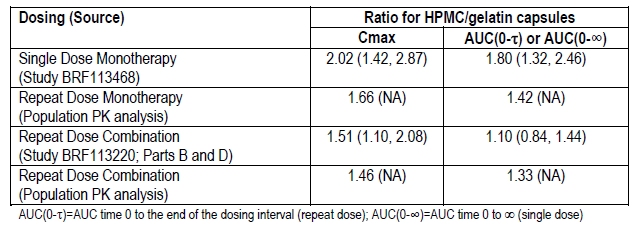 Dosing (Source) Ratio for HPMC/gelatin capsules
Cmax AUC(0-τ) or AUC(0-∞)
Single Dose Monotherapy 2.02 (1.42, 2.87) 1.80 (1.32, 2.46)
(Study BRF113468)
Repeat Dose Monotherapy 1.66 (NA) 1.42 (NA)
(Population PK analysis)
Repeat Dose Combination 1.51 (1.10, 2.08) 1.10 (0.84, 1.44)
(Study BRF113220; Parts B and D)
Repeat Dose Combination 1.46 (NA) 1.33 (NA)
(Population PK analysis)
AUC(0-τ)=AUC time 0 to the end of the dosing interval (repeat dose); AUC(0-∞)=AUC time 0 to ∞ (single dose)